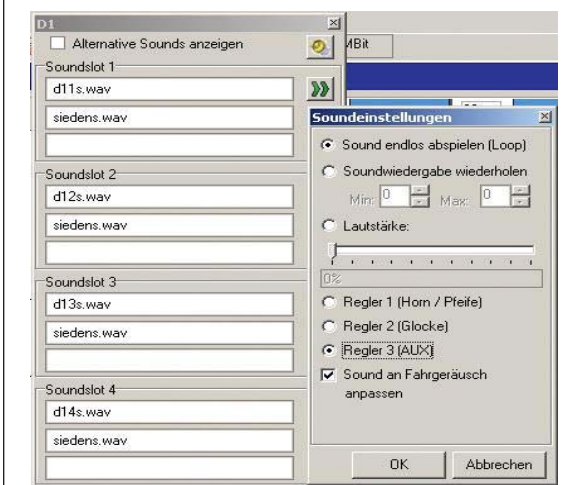 D1
Alternative Sounds anzeigen
MBit
Soundslot 1
d11s.wav
siedens.wav
Soundslot 2
d12s.wav
siedens.wav
Soundslot 3
d13s.wav
siedens.wav
Soundslot 4
d14s.wav
siedens.wav
Soundeinstellungen
Sound endlos abspielen (Loop)
Soundwiedergabe wiederholen
Min: 0 Max: 0
Lautstärke:
0%
Regler 1 (Horn / Pfeife)
Regler 2 (Glocke)
Regler 3 (AUX)
Sound an Fahrgeräusch
anpassen
OK Abbrechen